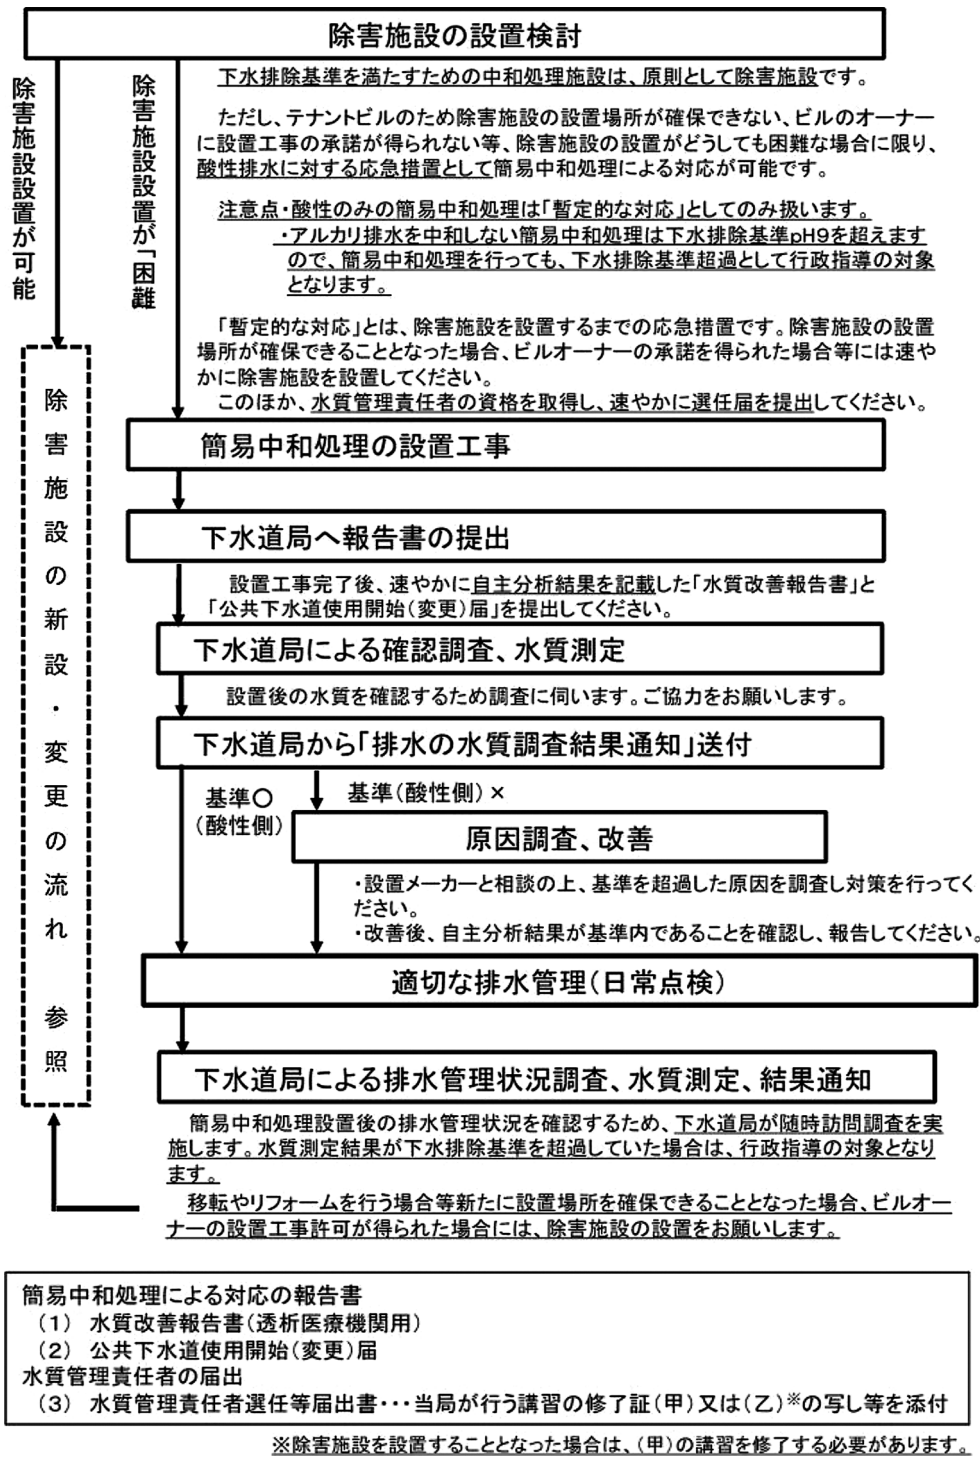 除害施設の設置検討
除害施設設置が可能
除害施設設置が「困難
下水排除基準を満たすための中和処理施設は、原則として除害施設です。
ただし、テナントビルのため除害施設の設置場所が確保できない、ビルのオーナー
に設置工事の承諾が得られない等、除害施設の設置がどうしても困難な場合に限り、
酸性排水に対する応急措置として簡易中和処理による対応が可能です。
注意点・酸性のみの簡易中和処理は「暫定的な対応」としてのみ扱います。
・アルカリ排水を中和しない簡易中和処理は下水排除基準pH9を超えます
ので、簡易中和処理を行っても、下水排除基準超過として行政指導の対象
となります。
「暫定的な対応」とは、除害施設を設置するまでの応急措置です。除害施設の設置
場所が確保できることとなった場合、ビルオーナーの承諾を得られた場合等には速や
かに除害施設を設置してください。
このほか、水質管理責任者の資格を取得し、速やかに選任届を提出してください。
除害施設の新設・変更の流れ 参照
簡易中和処理の設置工事
下水道局へ報告書の提出
設置工事完了後、速やかに自主分析結果を記載した「水質改善報告書」と
「公共下水道使用開始(変更)届」を提出してください。
下水道局による確認調査、水質測定
設置後の水質を確認するため調査に伺います。ご協力をお願いします。
下水道局から「排水の水質調査結果通知」送付
基準〇
(酸性側)
基準(酸性側)×
原因調査、改善
・設置メーカーと相談の上、基準を超過した原因を調査し対策を行ってく
ださい。
・改善後、自主分析結果が基準内であることを確認し、報告してください。
適切な排水管理(日常点検)
下水道局による排水管理状況調査、水質測定、結果通知
簡易中和処理設置後の排水管理状況を確認するため、下水道局が随時訪問調査を実
施します。水質測定結果が下水排除基準を超過していた場合は、行政指導の対象となり
ます。
移転やリフォームを行う場合等新たに設置場所を確保できることとなった場合、ビルオー
ナーの設置工事許可が得られた場合には、除害施設の設置をお願いします。
簡易中和処理による対応の報告書
(1) 水質改善報告書(透析医療機関用)
(2) 公共下水道使用開始(変更)届
水質管理責任者の届出
(3) 水質管理責任者選任等届出書・・・当局が行う講習の修了証(甲)又は(乙)※の写し等を添付
※除害施設を設置することとなった場合は、(甲)の講習を修了する必要があります。